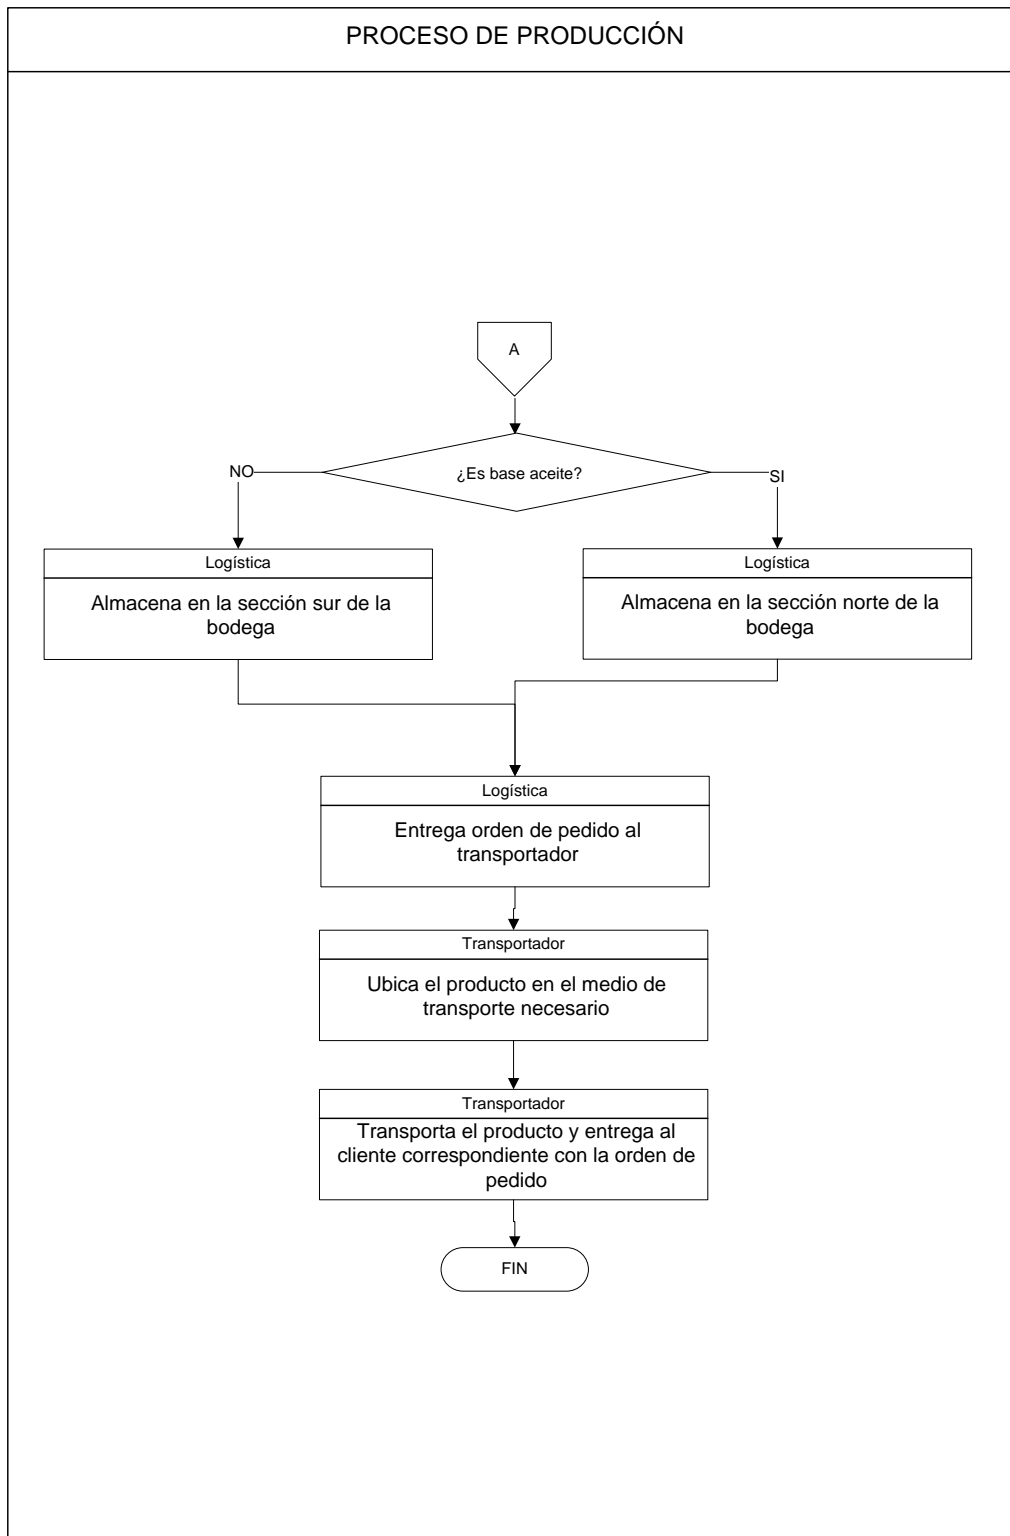 PROCESO DE PRODUCCIÓN
A
¿Es base aceite?
NO
SI
Logística
Almacena en la sección sur de la
bodega
Logística
Almacena en la sección norte de la
bodega
Logística
Entrega orden de pedido al
transportador
Transportador
Ubica el producto en el medio de
transporte necesario
Transportador
Transporta el producto y entrega al
cliente correspondiente con la orden de
pedido
FIN